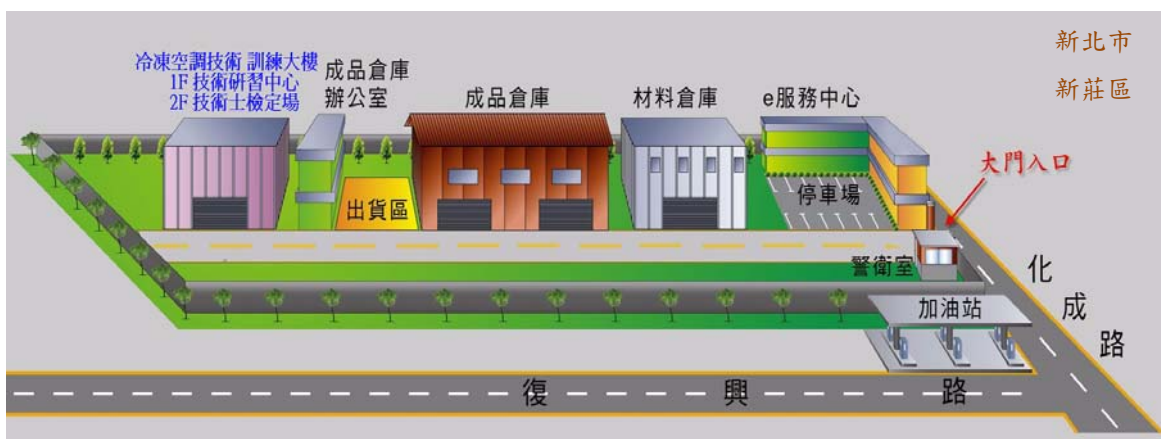 新北市
新莊區
冷凍空調技術 訓練大樓
1F 技術研習中心
2F 技術士檢定場
成品倉庫
辦公室
成品倉庫
材料倉庫
e服務中心
大門入口
停車場
出貨區
警衛室
化成路
加油站
復興路